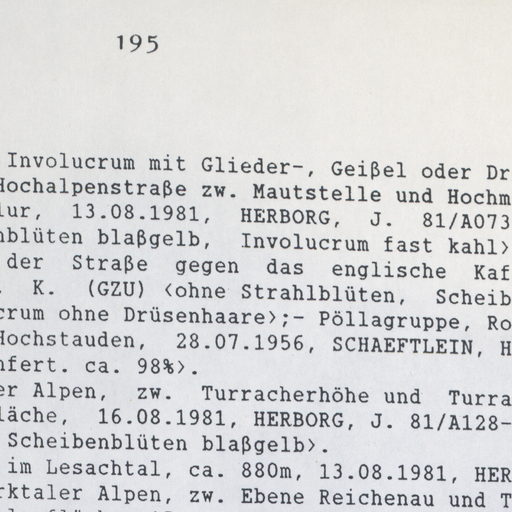 195
Involucrum mit Glieder-, Geißel oder Dr
Hochalpenstraße zw. Mautstelle und Hochm
lur, 13.08.1981, HERBORG, J. 81/A073
nblüten blaßgelb, Involucrum fast kahl>
der Straße gegen das englische Kaf
. K. (GZU) <ohne Strahlblüten, Scheib
crum ohne Drüsenhaare>;- Pöllagruppe, Ro
Hochstauden, 28.07.1956, SCHAEFTLEIN, H
nfert. ca. 98%>.
er Alpen, zw. Turracherhöhe und Turra
läche, 16.08.1981, HERBORG, J. 81/A128-
Scheibenblüten blaßgelb>.
im Lesachtal, ca. 880m, 13.08.1981, HER
rktaler Alpen, zw. Ebene Reichenau und T